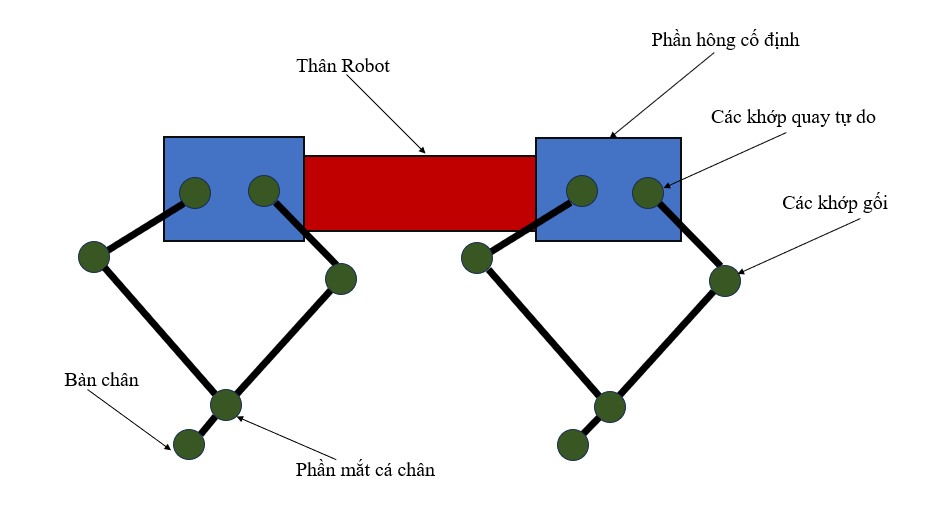 Phần hông cố định
Thân Robot
Các khớp quay tự do
Các khớp gối
Bàn chân
Phần mắt cá chân